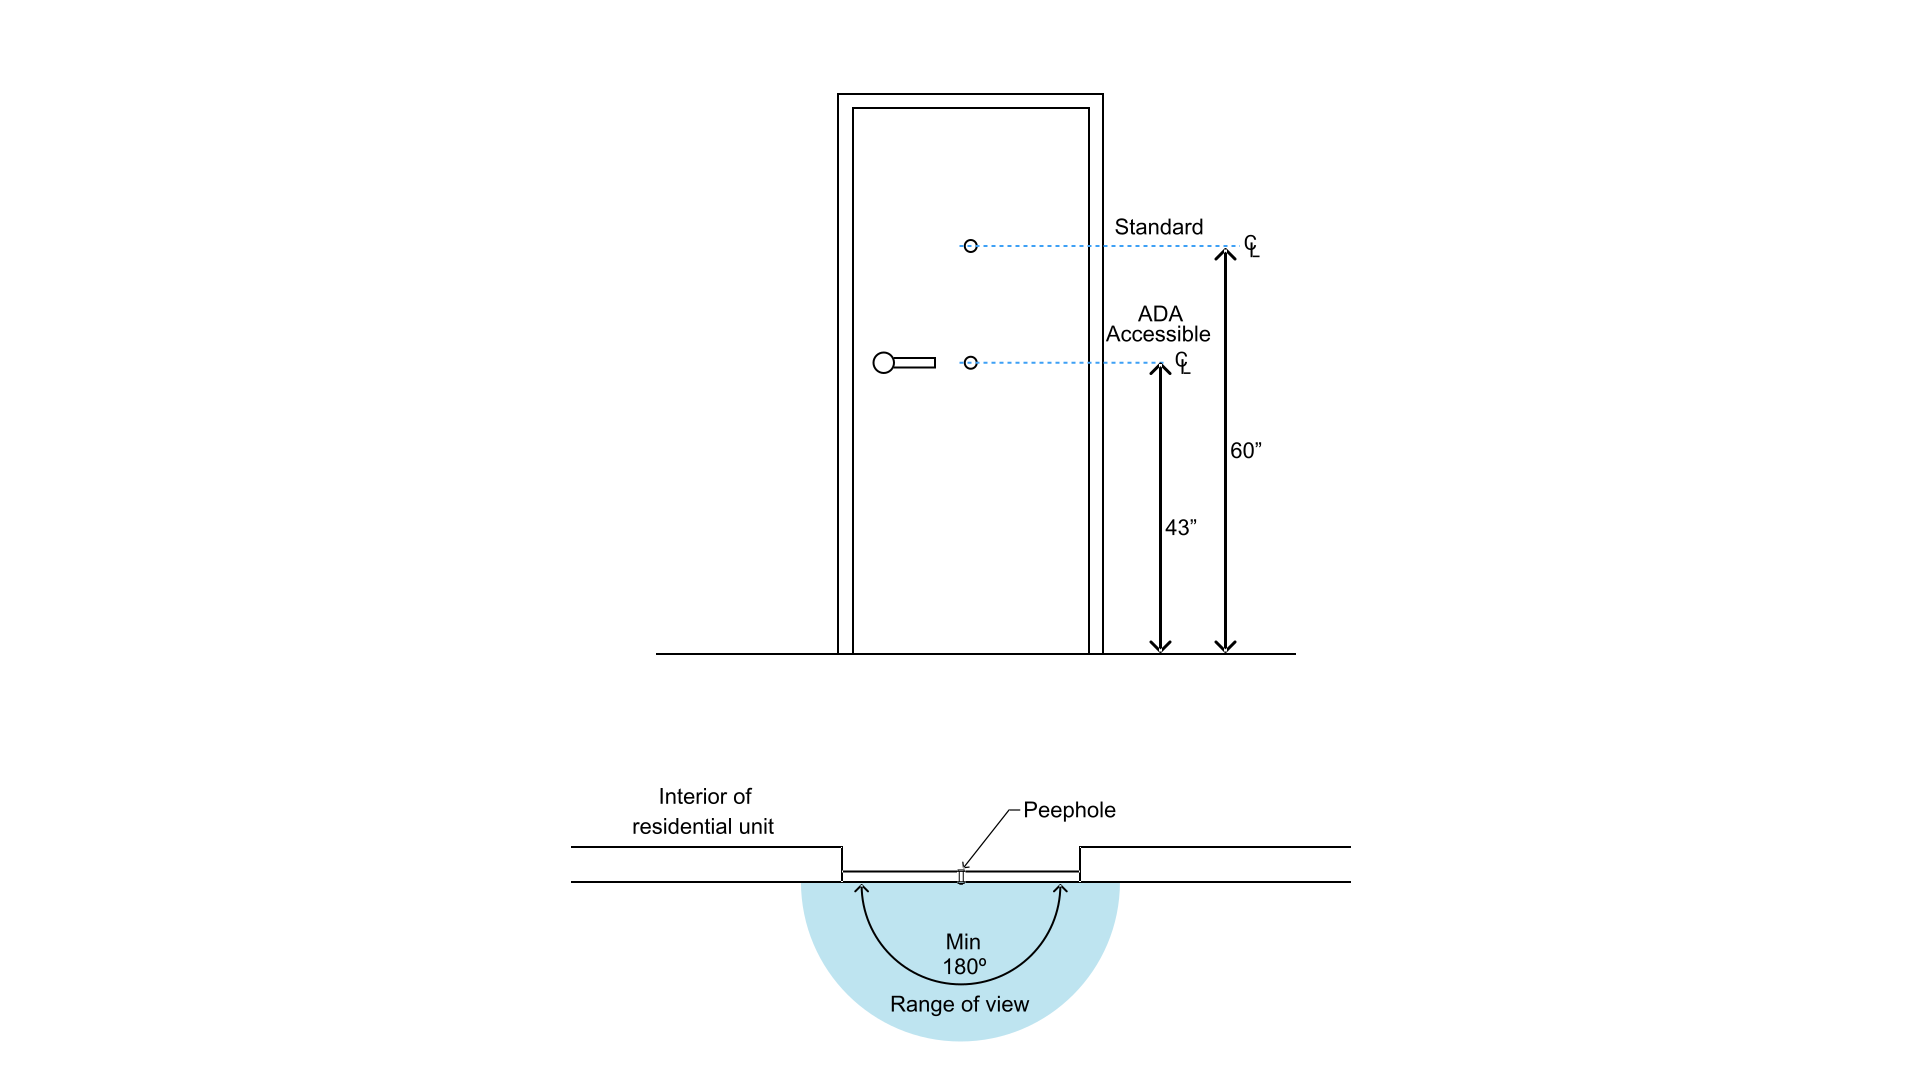 Standard
℄
ADA
Accessible
℄
60”
43”
Interior of
residential unit
Peephole
Min
180º
Range of view